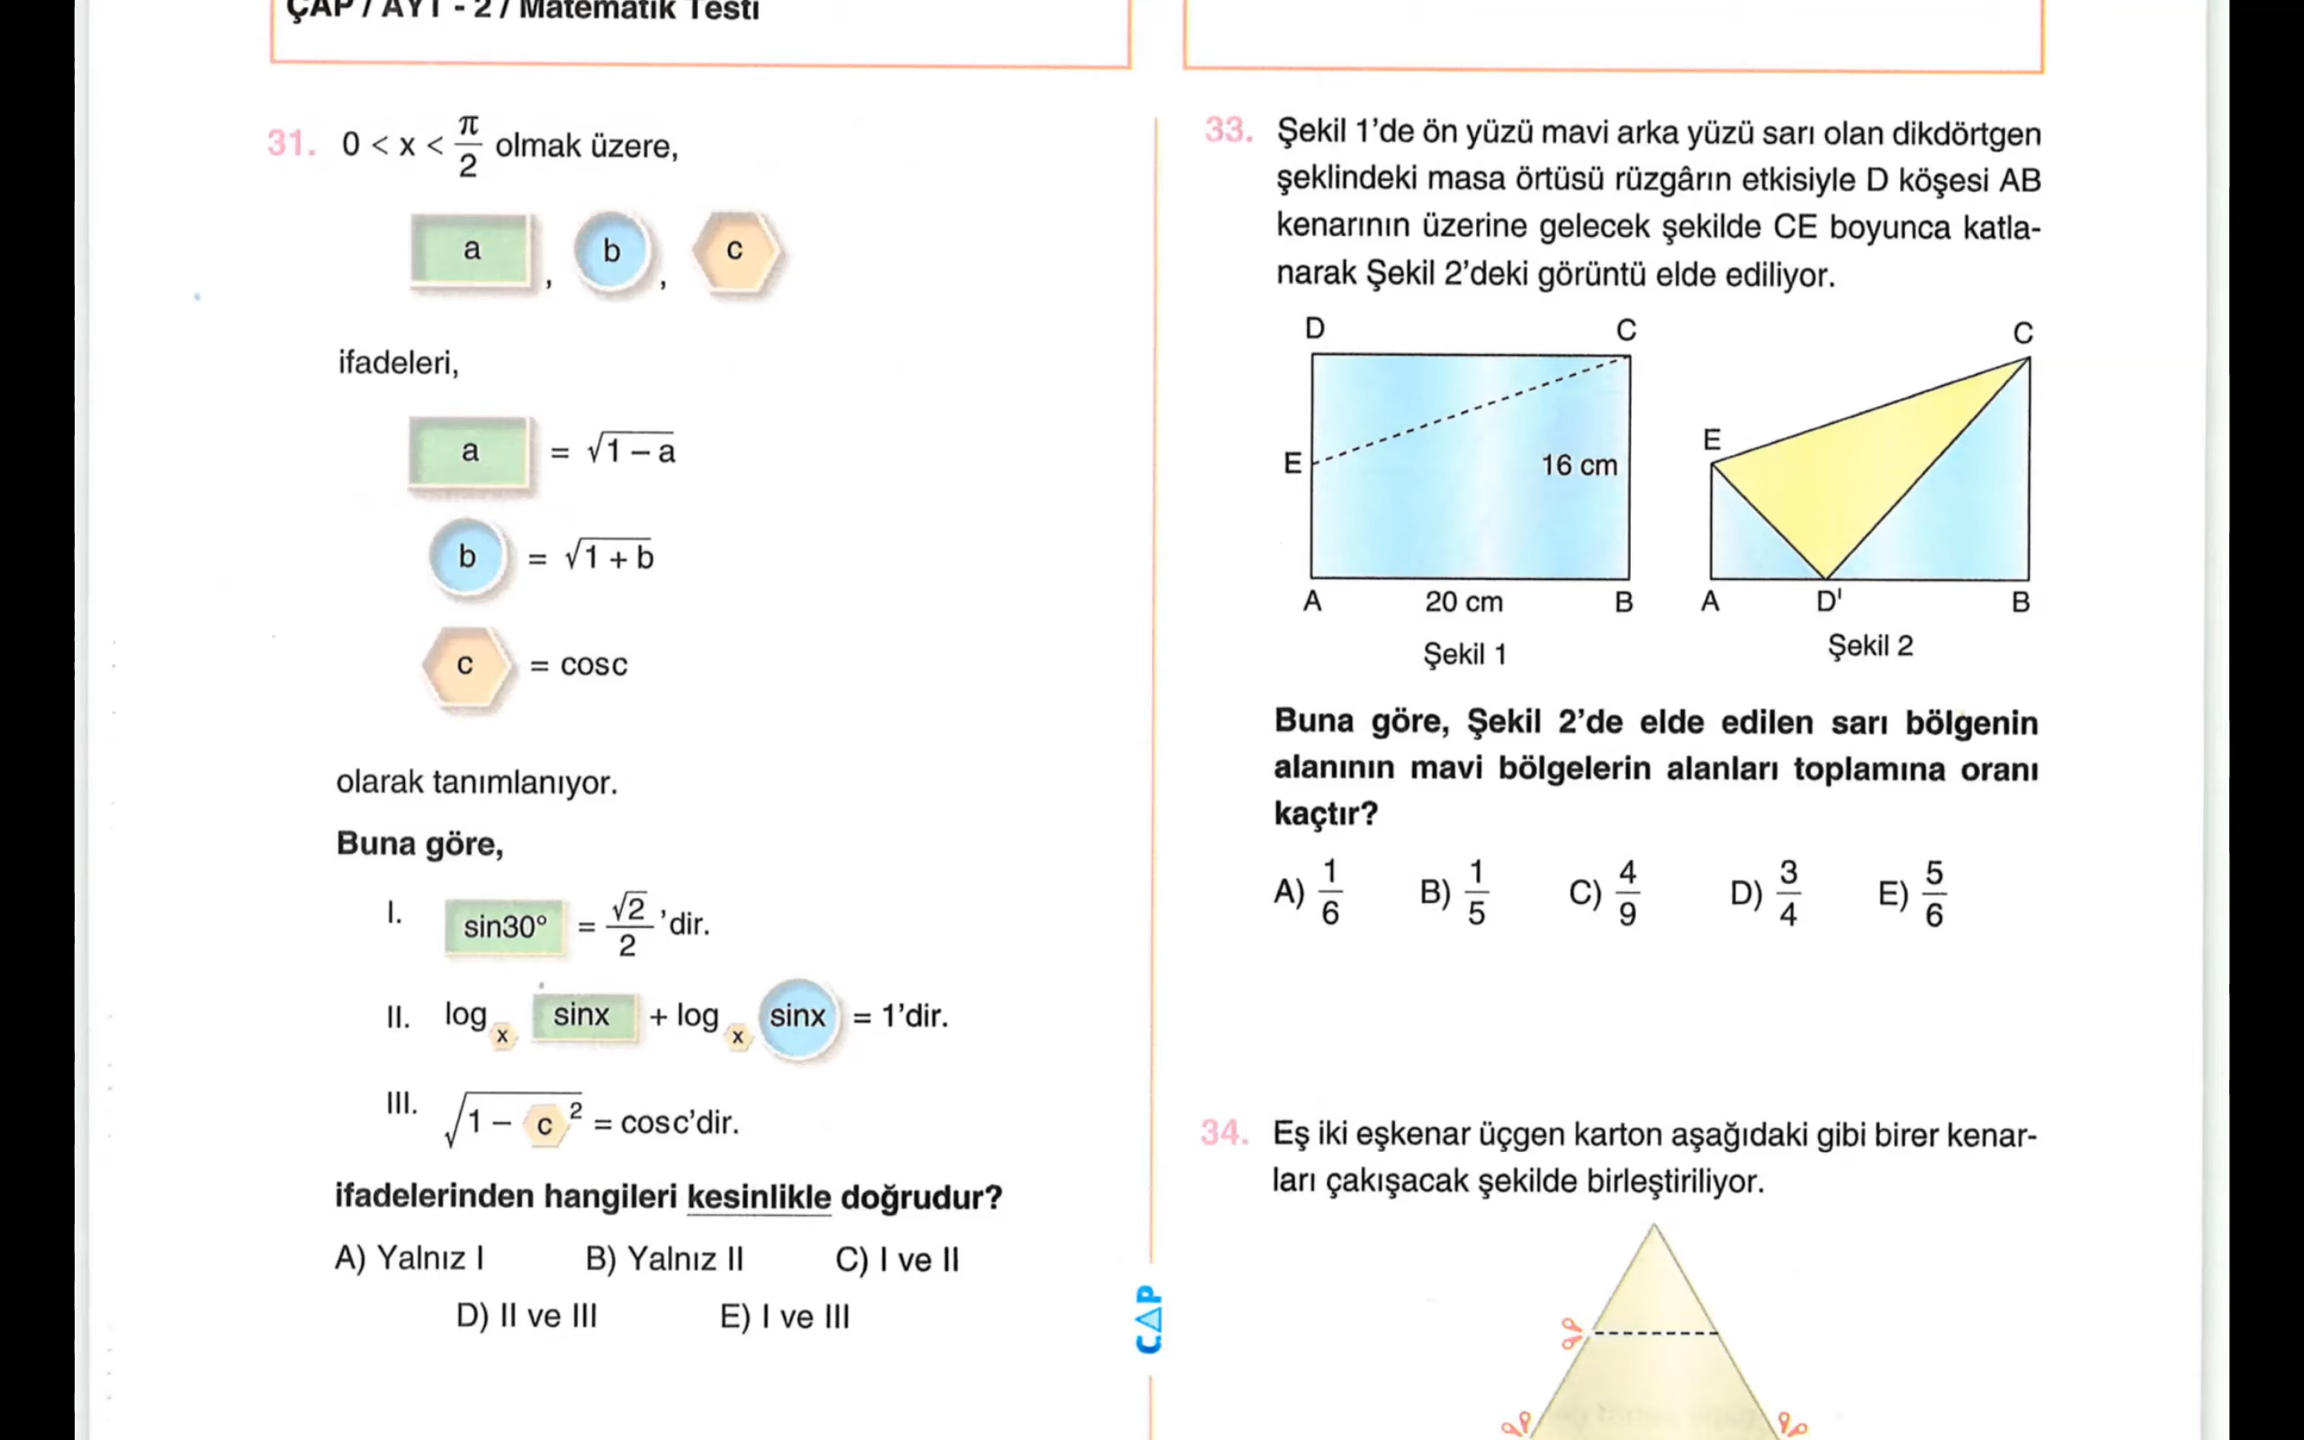 ÇAP / AYT - 2 / Matematik Testi
31. 0 < x < π/2 olmak üzere,
a , b , c
ifadeleri,
a = √(1 – a)
b = √(1 + b)
c = cosc
olarak tanımlanıyor.
Buna göre,
I. sin30° = √2/2 'dir.
II. log x sinx + log x sinx = 1'dir.
III. √(1 – c ²) = cosc'dir.
ifadelerinden hangileri kesinlikle doğrudur?
A) Yalnız I B) Yalnız II C) I ve II
D) II ve III E) I ve III
ÇAP
33. Şekil 1'de ön yüzü mavi arka yüzü sarı olan dikdörtgen
şeklindeki masa örtüsü rüzgârın etkisiyle D köşesi AB
kenarının üzerine gelecek şekilde CE boyunca katla-
narak Şekil 2'deki görüntü elde ediliyor.
D C C
E
E 16 cm
A 20 cm B A D' B
Şekil 1 Şekil 2
Buna göre, Şekil 2'de elde edilen sarı bölgenin
alanının mavi bölgelerin alanları toplamına oranı
kaçtır?
A) 1/6 B) 1/5 C) 4/9 D) 3/4 E) 5/6
34. Eş iki eşkenar üçgen karton aşağıdaki gibi birer kenar-
ları çakışacak şekilde birleştiriliyor.